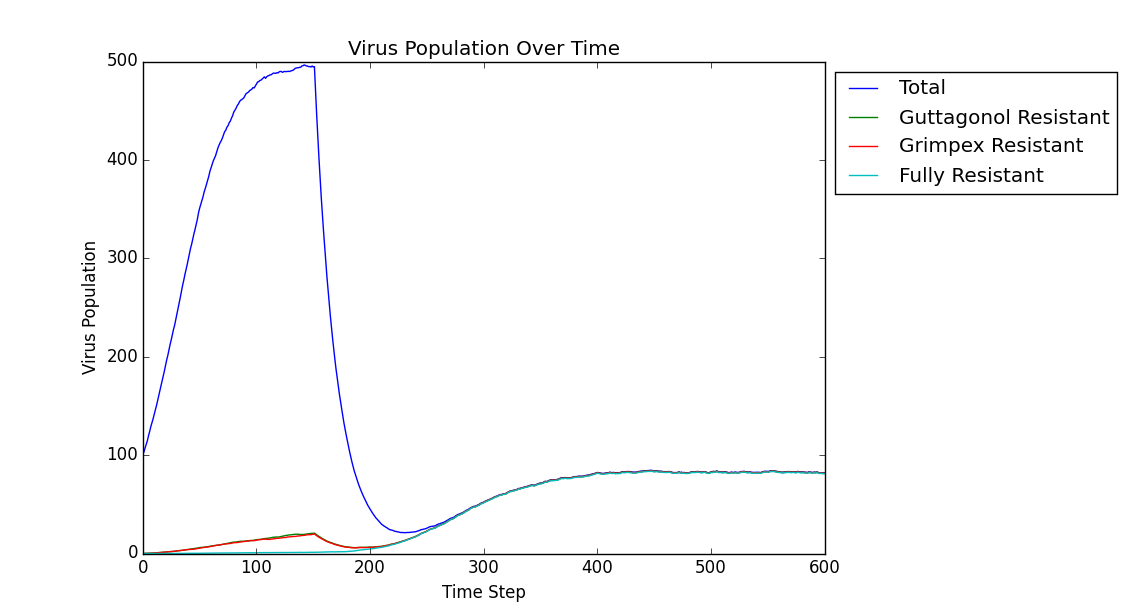 Virus Population Over Time
500
400
300
200
100
0
Virus Population
0 100 200 300 400 500 600
Time Step
Total
Guttagonol Resistant
Grimpex Resistant
Fully Resistant